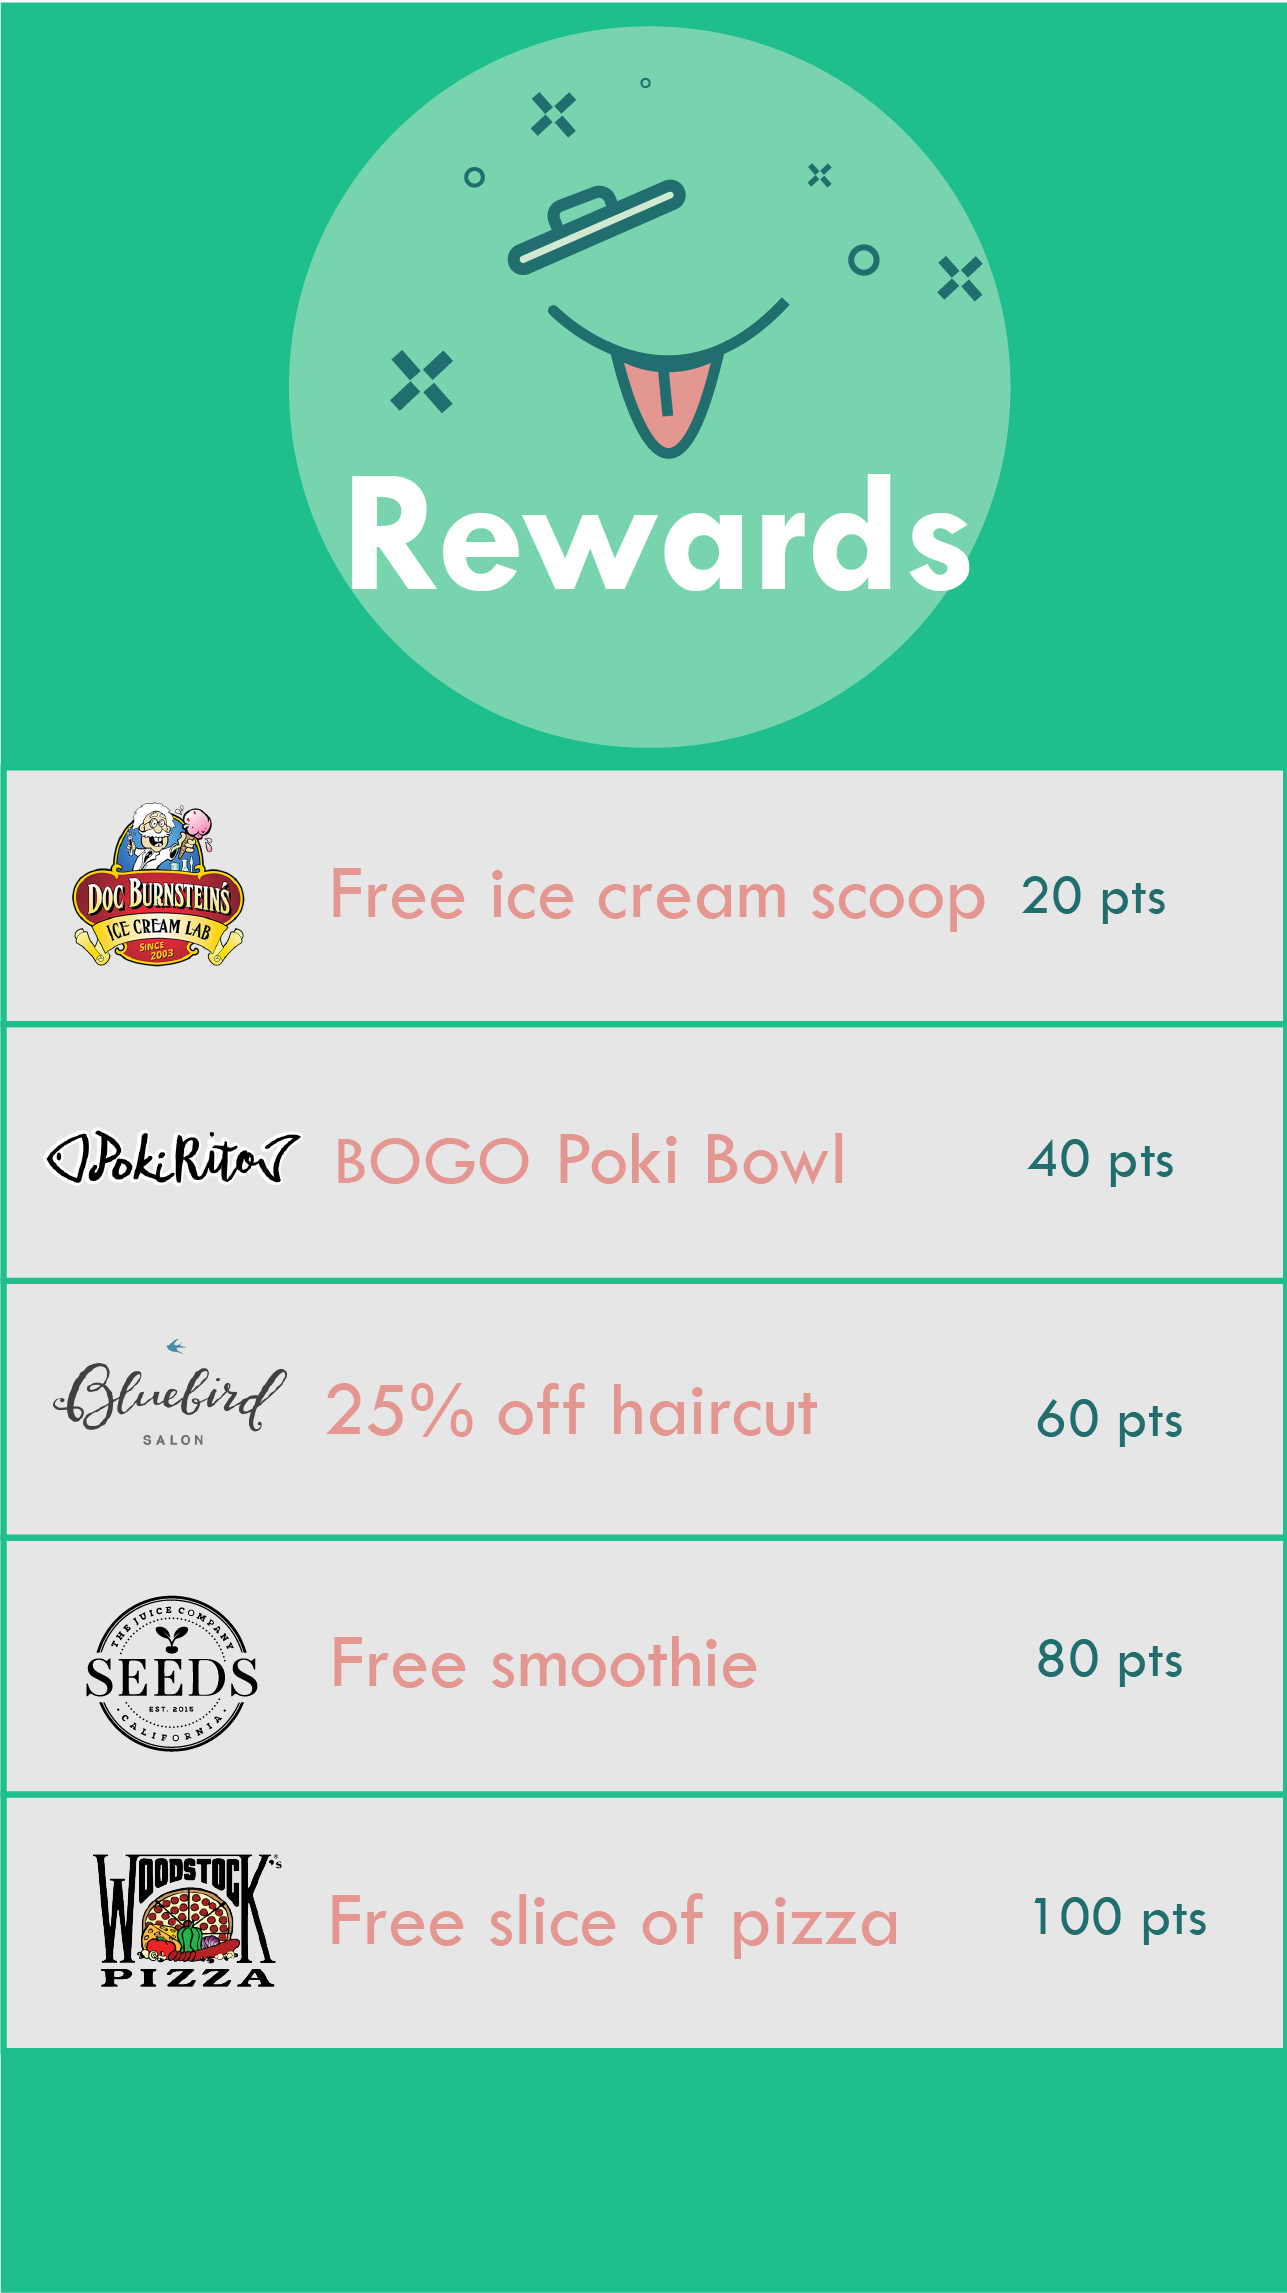 Rewards
DOC BURNSTEIN'S
ICE CREAM LAB
SINCE
2003
Free ice cream scoop 20 pts
PokiRito
BOGO Poki Bowl 40 pts
Bluebird
SALON
25% off haircut 60 pts
THE JUICE COMPANY
SEEDS
EST. 2015
CALIFORNIA
Free smoothie 80 pts
WOODSTOCK'S
PIZZA
Free slice of pizza 100 pts